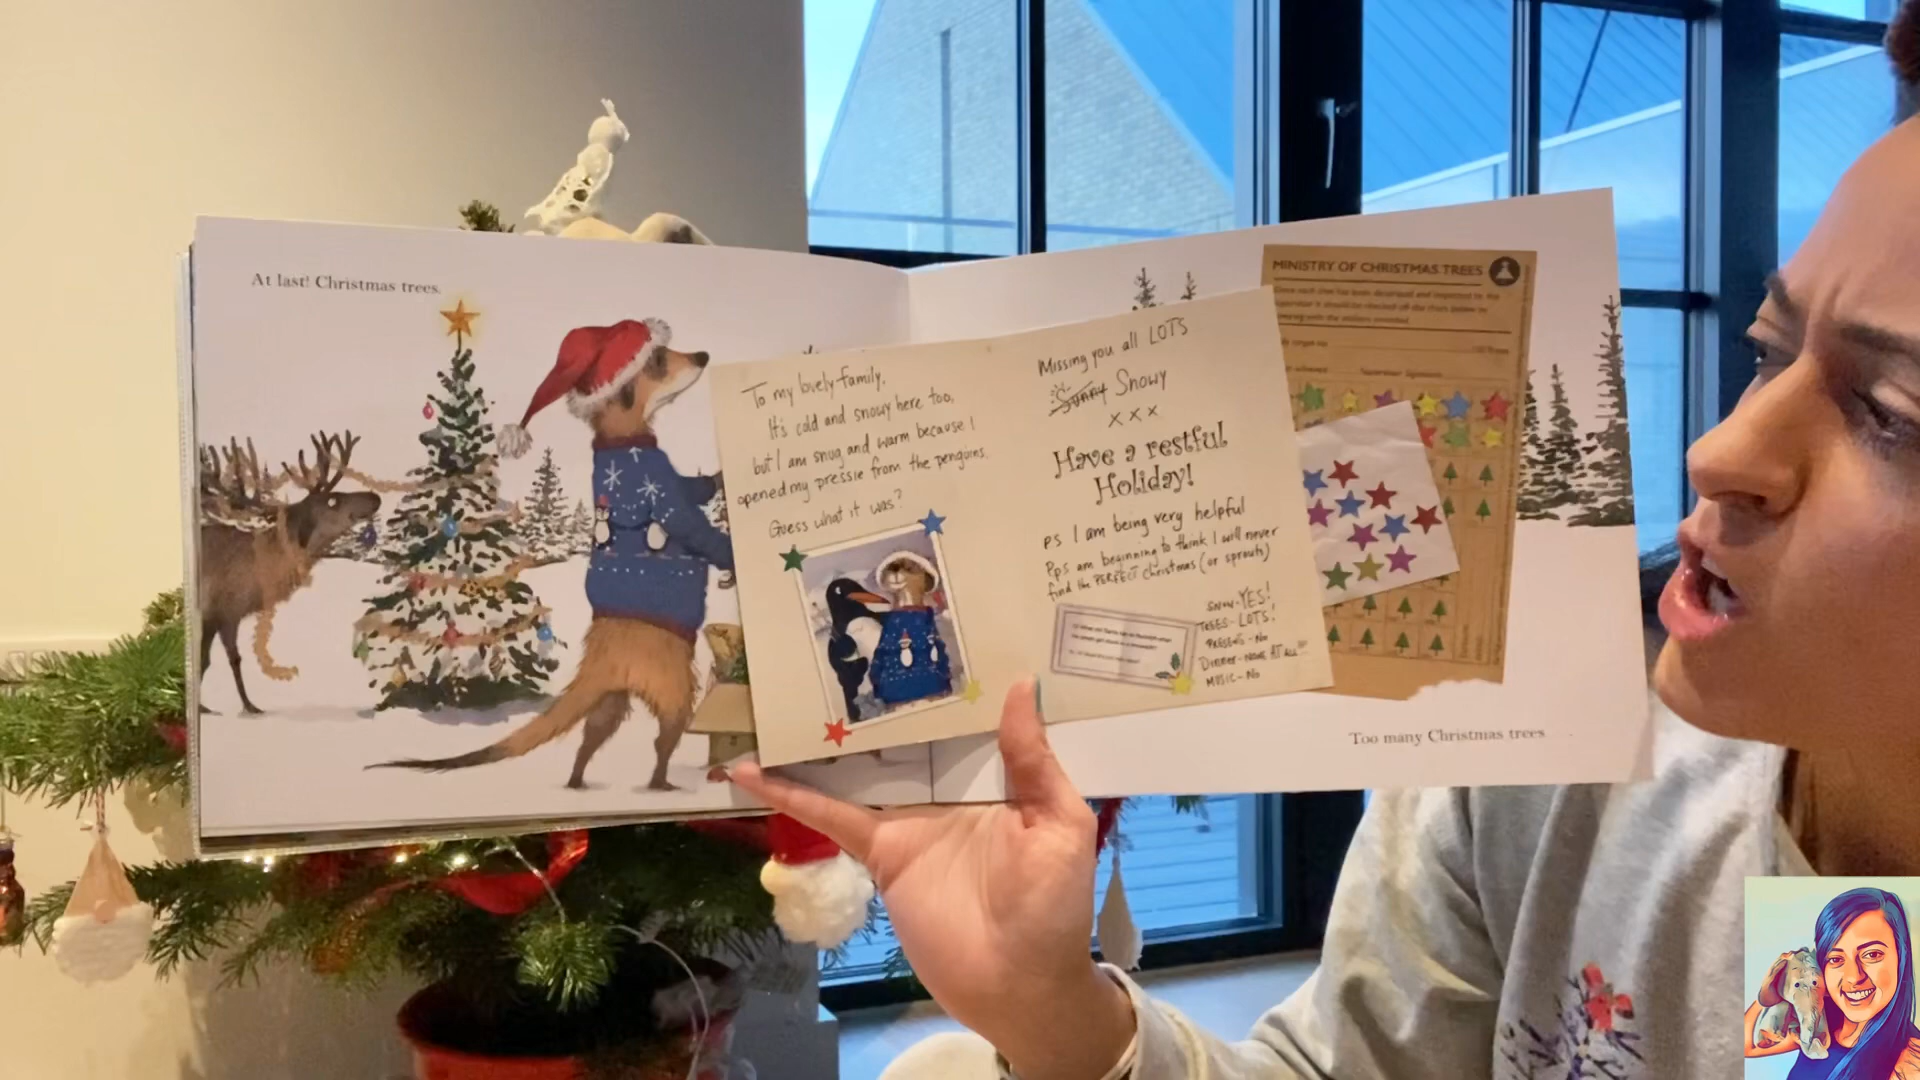 At last! Christmas trees.
To my lovely family,
It's cold and snowy here too,
but I am snug and warm because I
opened my pressie from the penguins.
Guess what it was?
Missing you all LOTS
Sunny Snowy
x x x
Have a restful
Holiday!
P.S I am being very helpful
P.p.s am beginning to think I will never
find the PERFECT Christmas (or sprouts)
SNOW-YES!
TREES-LOTS!
PRESENTS-NO
DINNER-NONE AT ALL
MUSIC-NO
MINISTRY OF CHRISTMAS TREES
Too many Christmas trees